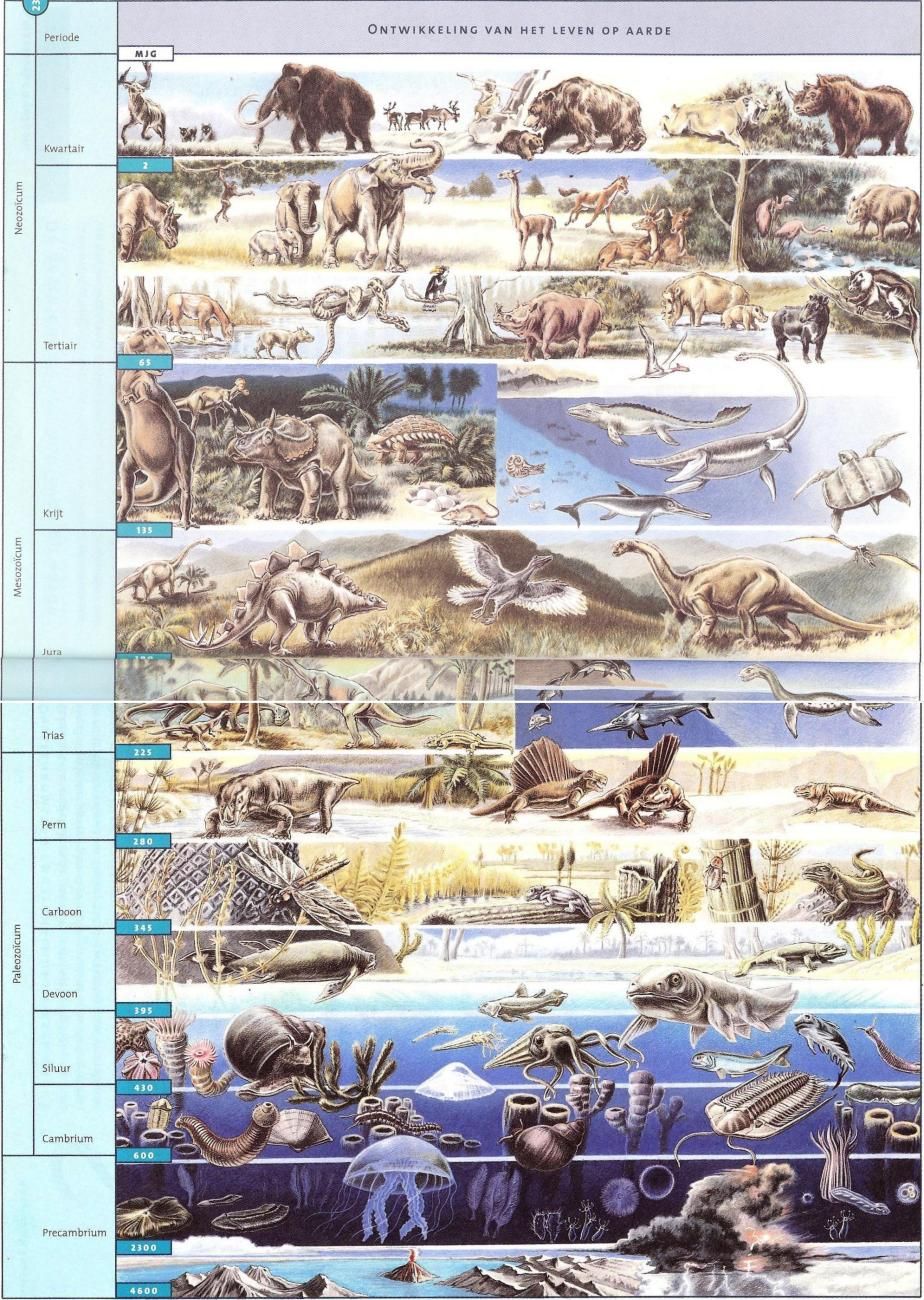 23
Periode
ONTWIKKELING VAN HET LEVEN OP AARDE
MJG
Neozoïcum
Kwartair
2
Tertiair
65
Mesozoïcum
Krijt
135
Jura
Trias
225
Paleozoïcum
Perm
280
Carboon
345
Devoon
395
Siluur
430
Cambrium
600
Precambrium
2300
4600